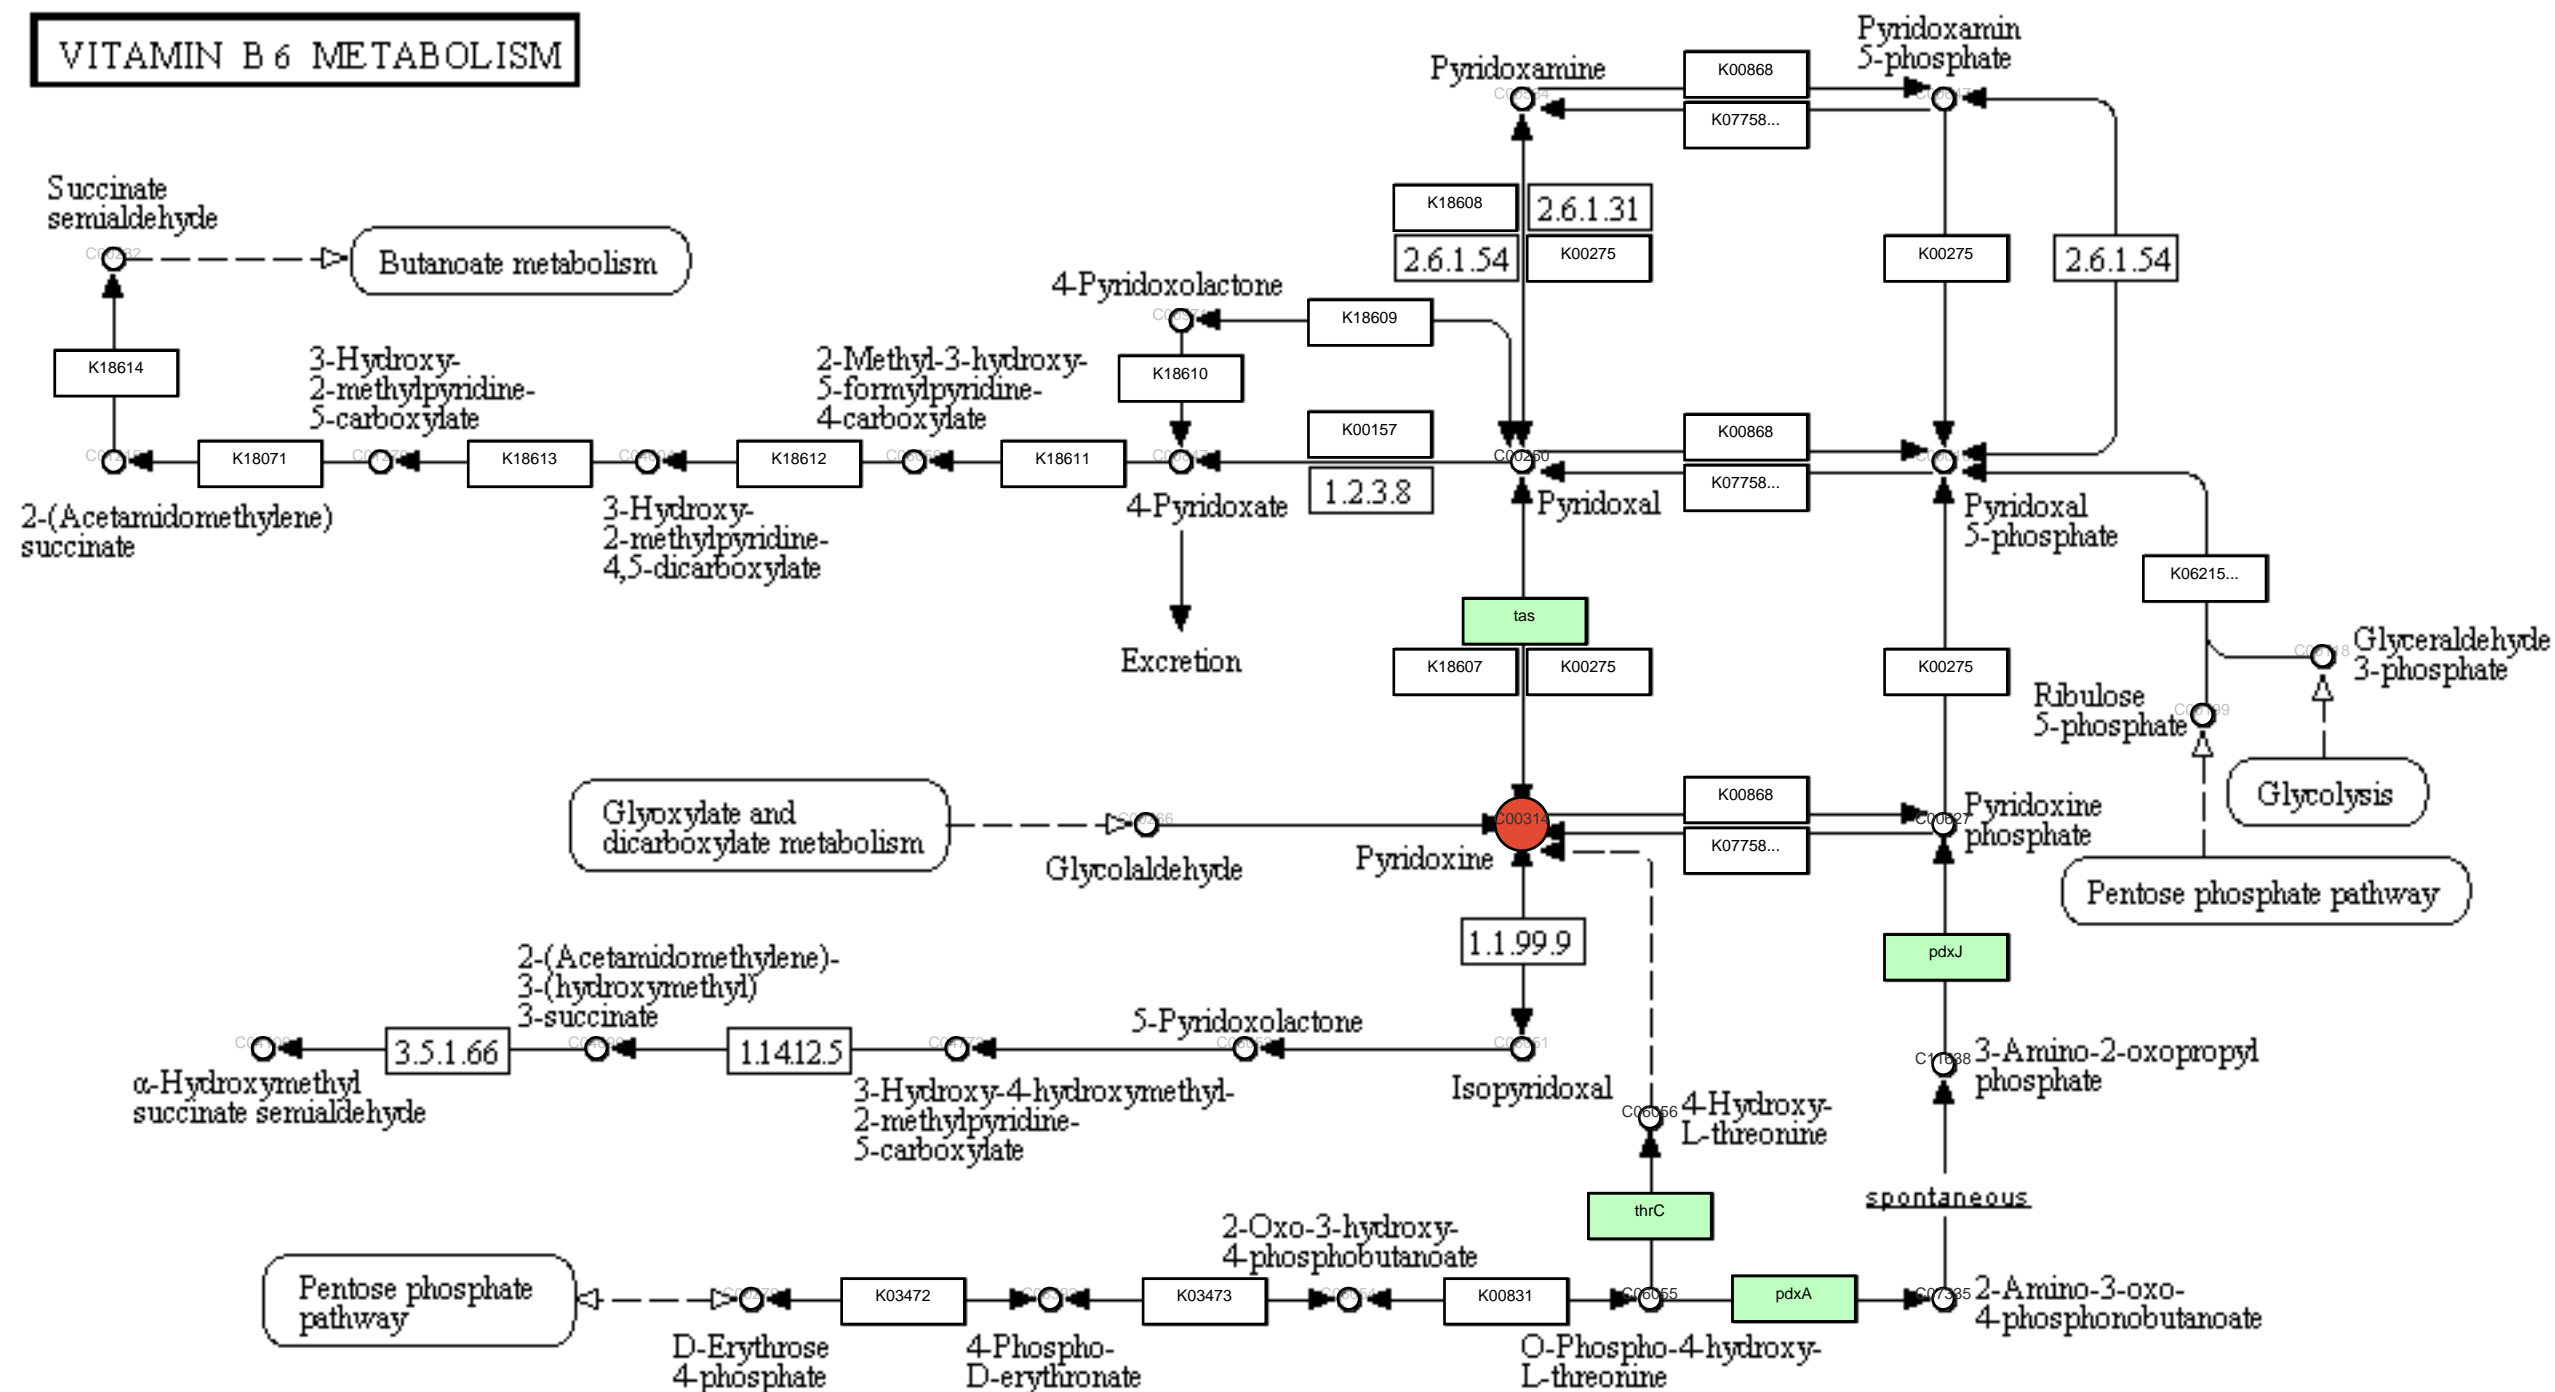 VITAMIN B6 METABOLISM
Pyridoxamine
K00868
K07758...
Pyridoxamin
5-phosphate
Succinate
semialdehyde
Butanoate metabolism
K18608
2.6.1.31
2.6.1.54
K00275
K00275
2.6.1.54
4-Pyridoxolactone
K18609
K18614
3-Hydroxy-
2-methylpyridine-
5-carboxylate
2-Methyl-3-hydroxy-
5-formylpyridine-
4-carboxylate
K18610
K00157
K00868
K18071
K18613
K18612
K18611
C00250
1.2.3.8
K07758...
2-(Acetamidomethylene)
succinate
3-Hydroxy-
2-methylpyridine-
4,5-dicarboxylate
4-Pyridoxate
Pyridoxal
Pyridoxal
5-phosphate
K06215...
Excretion
tas
K18607
K00275
K00275
Glyceraldehyde
3-phosphate
Ribulose
5-phosphate
Glycolysis
Pentose phosphate pathway
Glyoxylate and
dicarboxylate metabolism
Glycolaldehyde
C00314
Pyridoxine
K00868
K07758...
C00627
Pyridoxine
phosphate
1.1.99.9
pdxJ
2-(Acetamidomethylene)-
3-(hydroxymethyl)
3-succinate
5-Pyridoxolactone
3.5.1.66
1.14.12.5
α-Hydroxymethyl
succinate semialdehyde
3-Hydroxy-4-hydroxymethyl-
2-methylpyridine-
5-carboxylate
Isopyridoxal
C11638
3-Amino-2-oxopropyl
phosphate
C06056
4-Hydroxy-
L-threonine
thrC
spontaneous
Pentose phosphate
pathway
2-Oxo-3-hydroxy-
4-phosphobutanoate
K03472
K03473
K00831
C06055
pdxA
C07335
2-Amino-3-oxo-
4-phosphonobutanoate
D-Erythrose
4-phosphate
4-Phospho-
D-erythronate
O-Phospho-4-hydroxy-
L-threonine